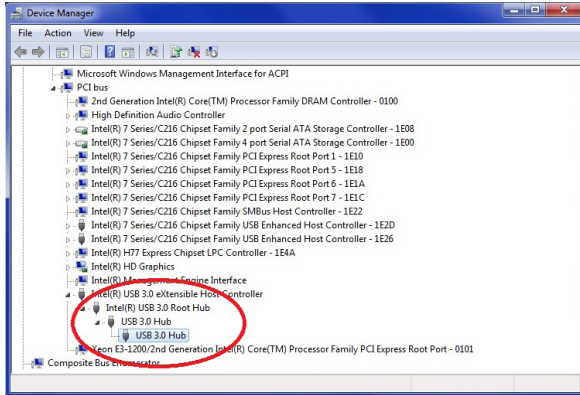 Device Manager
File Action View Help
Microsoft Windows Management Interface for ACPI
PCI bus
2nd Generation Intel(R) Core(TM) Processor Family DRAM Controller - 0100
High Definition Audio Controller
Intel(R) 7 Series/C216 Chipset Family 2 port Serial ATA Storage Controller - 1E08
Intel(R) 7 Series/C216 Chipset Family 4 port Serial ATA Storage Controller - 1E00
Intel(R) 7 Series/C216 Chipset Family PCI Express Root Port 1 - 1E10
Intel(R) 7 Series/C216 Chipset Family PCI Express Root Port 5 - 1E18
Intel(R) 7 Series/C216 Chipset Family PCI Express Root Port 6 - 1E1A
Intel(R) 7 Series/C216 Chipset Family PCI Express Root Port 7 - 1E1C
Intel(R) 7 Series/C216 Chipset Family SMBus Host Controller - 1E22
Intel(R) 7 Series/C216 Chipset Family USB Enhanced Host Controller - 1E2D
Intel(R) 7 Series/C216 Chipset Family USB Enhanced Host Controller - 1E26
Intel(R) H77 Express Chipset LPC Controller - 1E4A
Intel(R) HD Graphics
Intel(R) Management Engine Interface
Intel(R) USB 3.0 eXtensible Host Controller
Intel(R) USB 3.0 Root Hub
USB 3.0 Hub
USB 3.0 Hub
Xeon E3-1200/2nd Generation Intel(R) Core(TM) Processor Family PCI Express Root Port - 0101
Composite Bus Enumerator